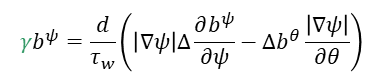 γb^ψ = d/τ_w (|∇ψ|Δ ∂b^ψ/∂ψ − Δb^θ |∇ψ|/∂θ)